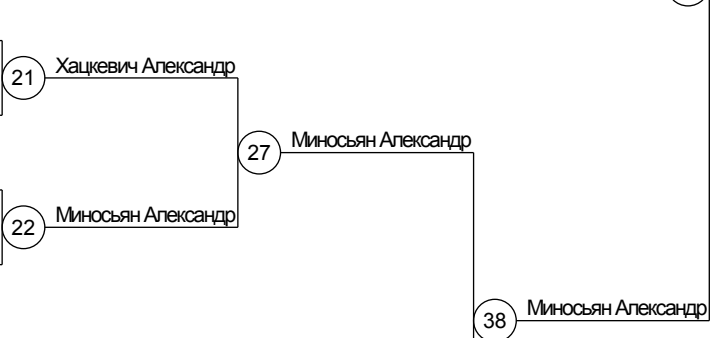 21 Хацкевич Александр
27 Миносьян Александр
22 Миносьян Александр
38 Миносьян Александр